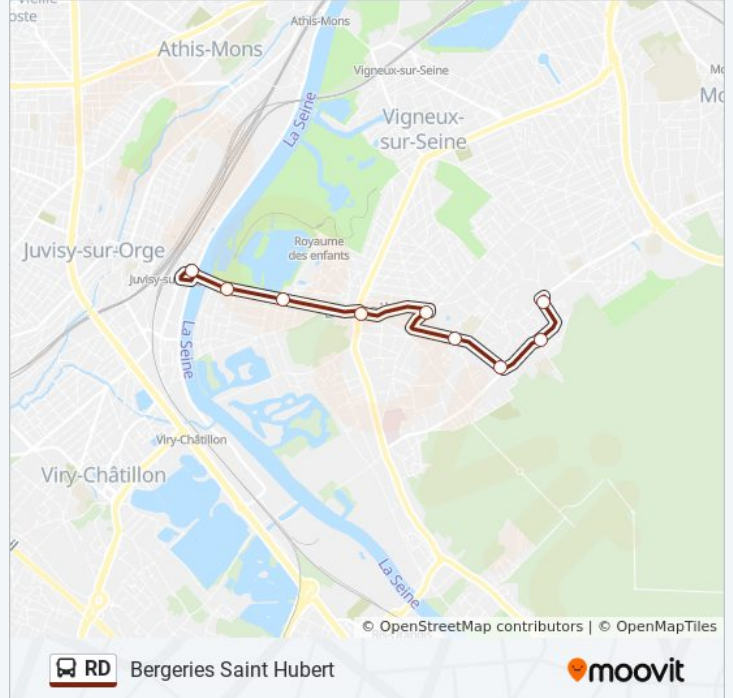 Athis-Mons
Athis-Mons
La Seine
Vigneux-sur-Seine
Vigneux-
sur-Seine
Juvisy-sur-Orge
Royaume
des enfants
La Seine
Viry-Châtillon
Viry-Châtillon
La Seine
© OpenStreetMap contributors | © OpenMapTiles
RD Bergeries Saint Hubert
moovit